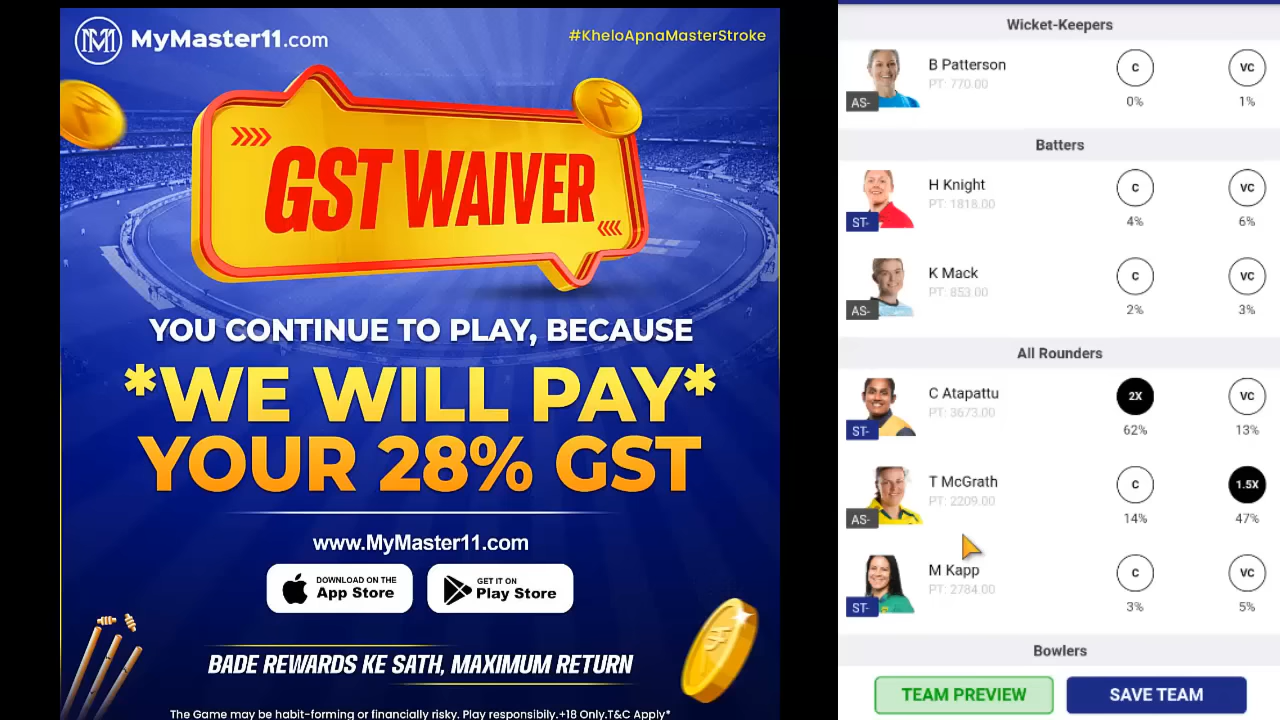 MyMaster11.com
#KheloApnaMasterStroke
GST WAIVER
YOU CONTINUE TO PLAY, BECAUSE
*WE WILL PAY*
YOUR 28% GST
www.MyMaster11.com
DOWNLOAD ON THE
App Store
GET IT ON
Play Store
BADE REWARDS KE SATH, MAXIMUM RETURN
The Game may be habit-forming or financially risky. Play responsibily.+18 Only.T&C Apply*
Wicket-Keepers
B Patterson
PT: 770.00
AS-
C
VC
0%
1%
Batters
H Knight
PT: 1818.00
ST-
C
VC
4%
6%
K Mack
PT: 853.00
AS-
C
VC
2%
3%
All Rounders
C Atapattu
PT: 3673.00
ST-
2X
VC
62%
13%
T McGrath
PT: 2209.00
AS-
C
1.5X
14%
47%
M Kapp
PT: 2784.00
ST-
C
VC
3%
5%
Bowlers
TEAM PREVIEW
SAVE TEAM